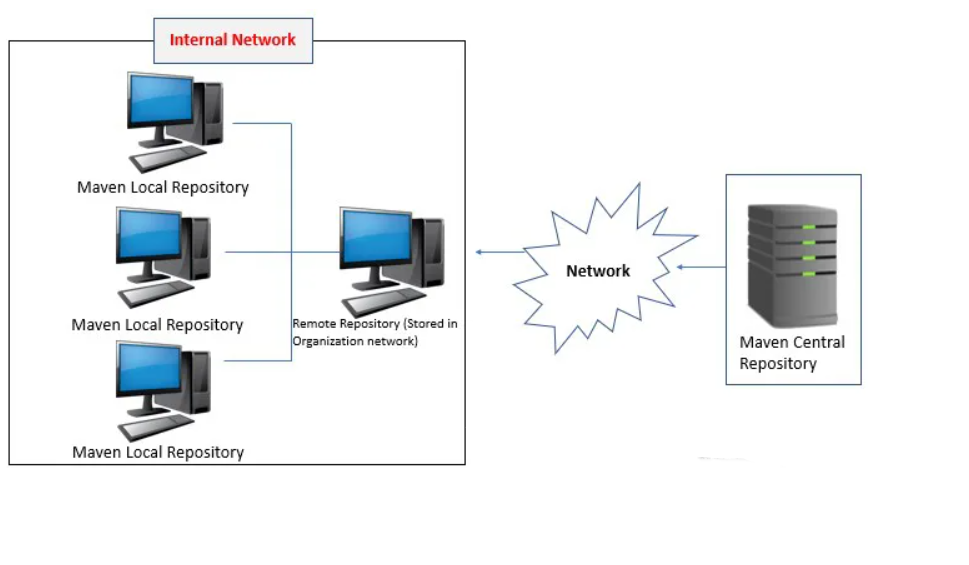 Internal Network
Maven Local Repository
Maven Local Repository
Remote Repository (Stored in
Organization network)
Maven Local Repository
Network
Maven Central
Repository